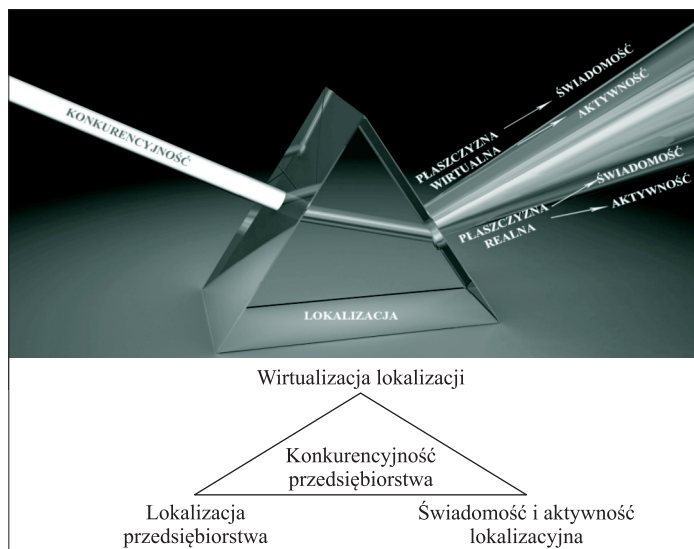 KONKURENCYJNOŚĆ
PŁASZCZYZNA
WIRTUALNA
ŚWIADOMOŚĆ
AKTYWNOŚĆ
PŁASZCZYZNA
REALNA
ŚWIADOMOŚĆ
AKTYWNOŚĆ
LOKALIZACJA
Wirtualizacja lokalizacji
Konkurencyjność
przedsiębiorstwa
Lokalizacja
przedsiębiorstwa
Świadomość i aktywność
lokalizacyjna